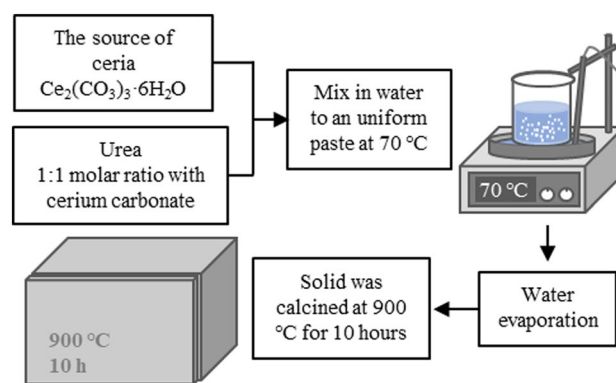 The source of
ceria
Ce₂(CO₃)₃·6H₂O
Urea
1:1 molar ratio with
cerium carbonate
Mix in water
to an uniform
paste at 70 °C
70 °C
Water
evaporation
Solid was
calcined at 900
°C for 10 hours
900 °C
10 h